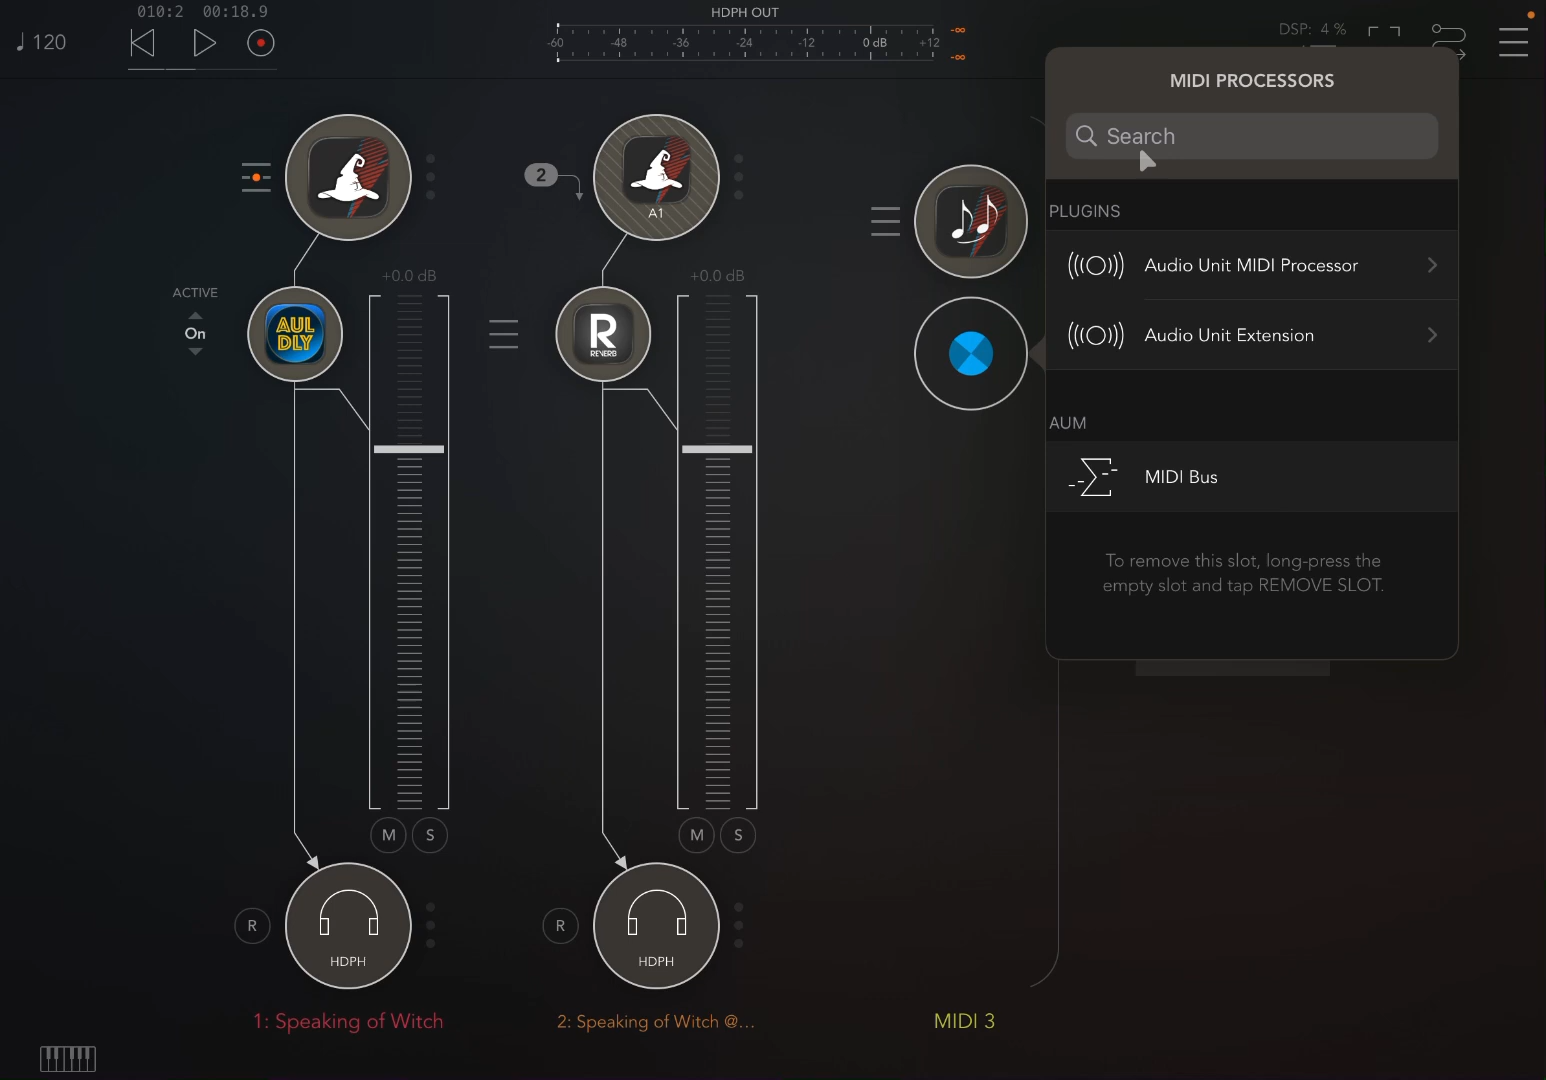 010:2 00:18.9
120
HDPH OUT
-60 -48 -36 -24 -12 0 dB +12
-∞
-∞
DSP: 4 %
MIDI PROCESSORS
Search
PLUGINS
Audio Unit MIDI Processor
Audio Unit Extension
AUM
MIDI Bus
To remove this slot, long-press the
empty slot and tap REMOVE SLOT.
2
A1
+0.0 dB
+0.0 dB
ACTIVE
On
AUL
DLY
R
REVERB
M S
M S
R
HDPH
R
HDPH
1: Speaking of Witch
2: Speaking of Witch @...
MIDI 3